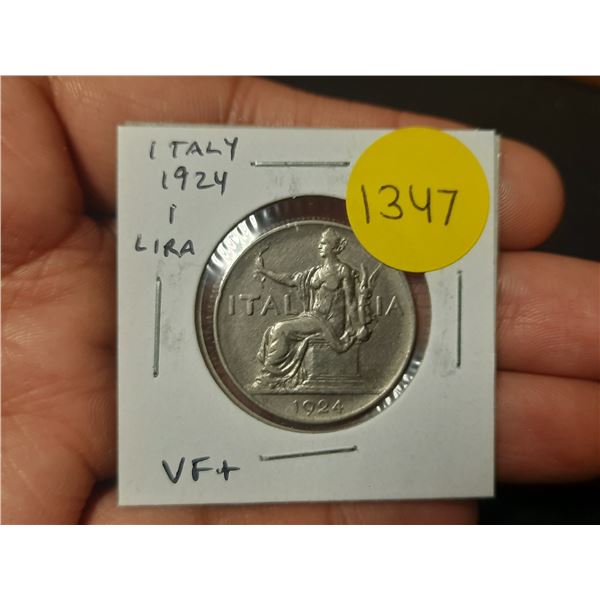 ITALY
1924
1
LIRA
1347
ITALIA
1924
VF+